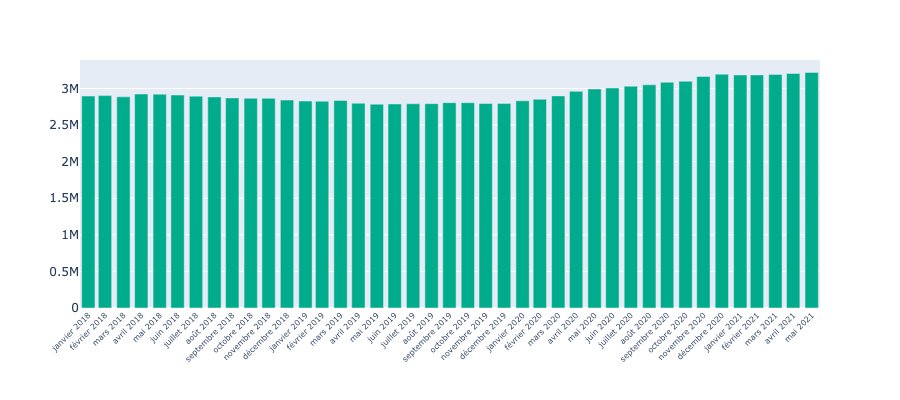 3M
2.5M
2M
1.5M
1M
0.5M
0
janvier 2018
février 2018
mars 2018
avril 2018
mai 2018
juin 2018
juillet 2018
août 2018
septembre 2018
octobre 2018
novembre 2018
décembre 2018
janvier 2019
février 2019
mars 2019
avril 2019
mai 2019
juin 2019
juillet 2019
août 2019
septembre 2019
octobre 2019
novembre 2019
décembre 2019
janvier 2020
février 2020
mars 2020
avril 2020
mai 2020
juin 2020
juillet 2020
août 2020
septembre 2020
octobre 2020
novembre 2020
décembre 2020
janvier 2021
février 2021
mars 2021
avril 2021
mai 2021